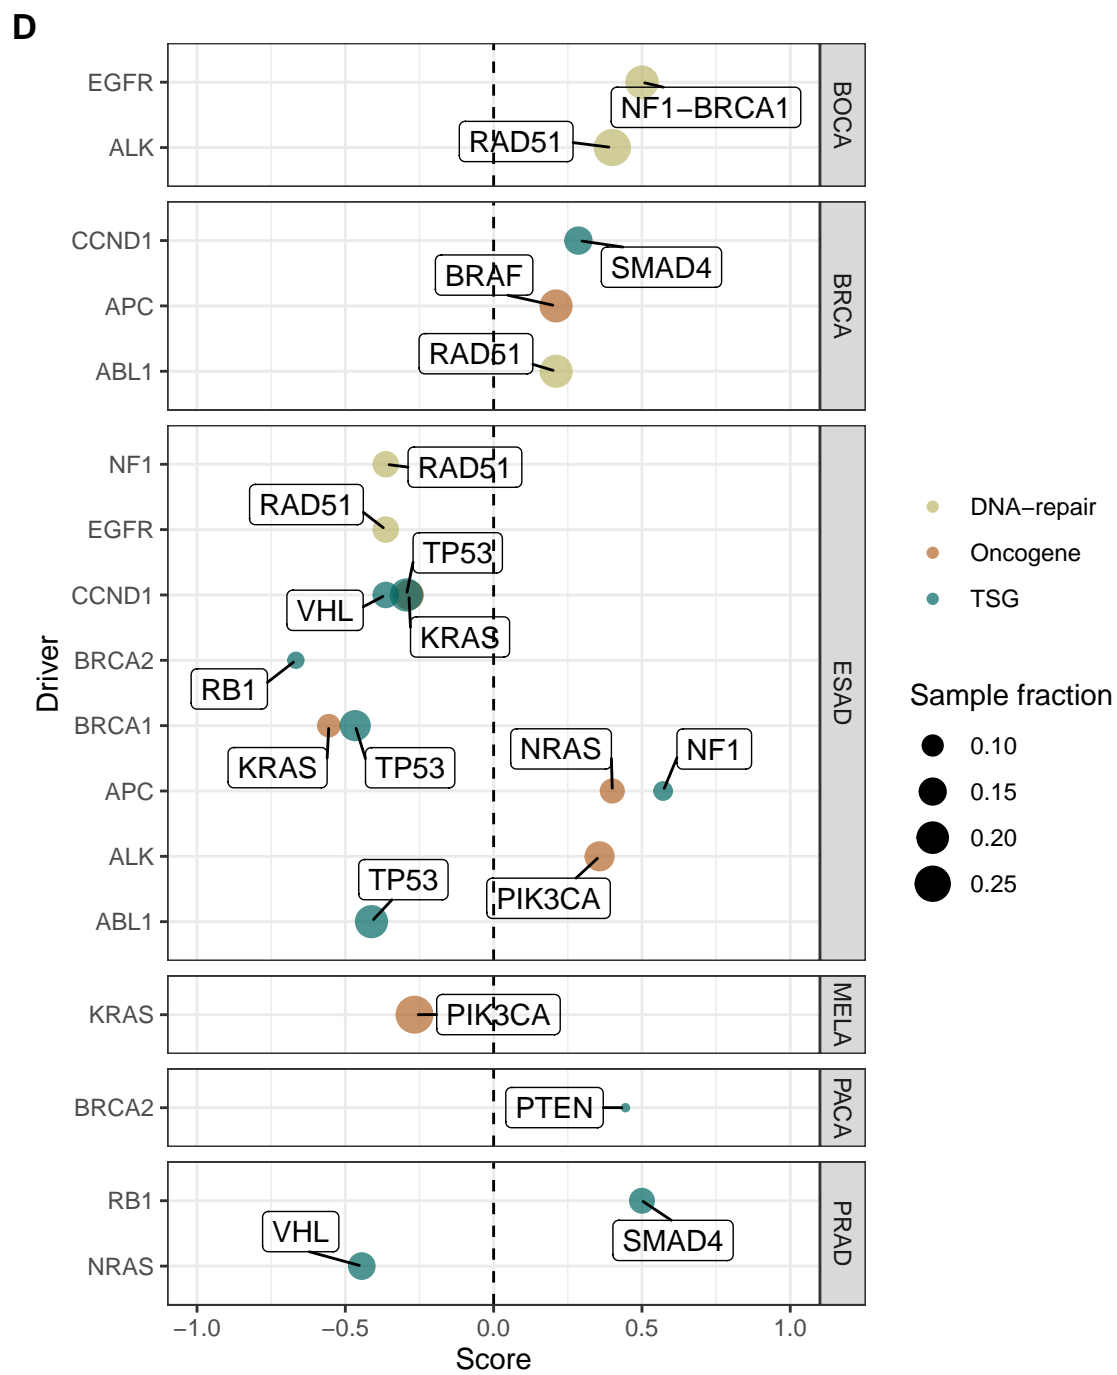 D
EGFR
NF1−BRCA1
RAD51
ALK
BOCA
CCND1
SMAD4
BRAF
APC
RAD51
ABL1
BRCA
NF1
RAD51
RAD51
EGFR
TP53
CCND1
VHL
KRAS
BRCA2
RB1
BRCA1
NRAS
NF1
KRAS
TP53
APC
ALK
TP53
PIK3CA
ABL1
ESAD
KRAS
PIK3CA
MELA
BRCA2
PTEN
PACA
RB1
VHL
SMAD4
NRAS
PRAD
Driver
−1.0 −0.5 0.0 0.5 1.0
Score
DNA−repair
Oncogene
TSG
Sample fraction
0.10
0.15
0.20
0.25